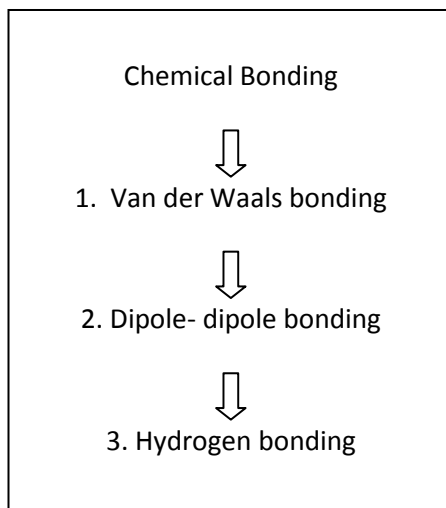 Chemical Bonding
1. Van der Waals bonding
2. Dipole- dipole bonding
3. Hydrogen bonding